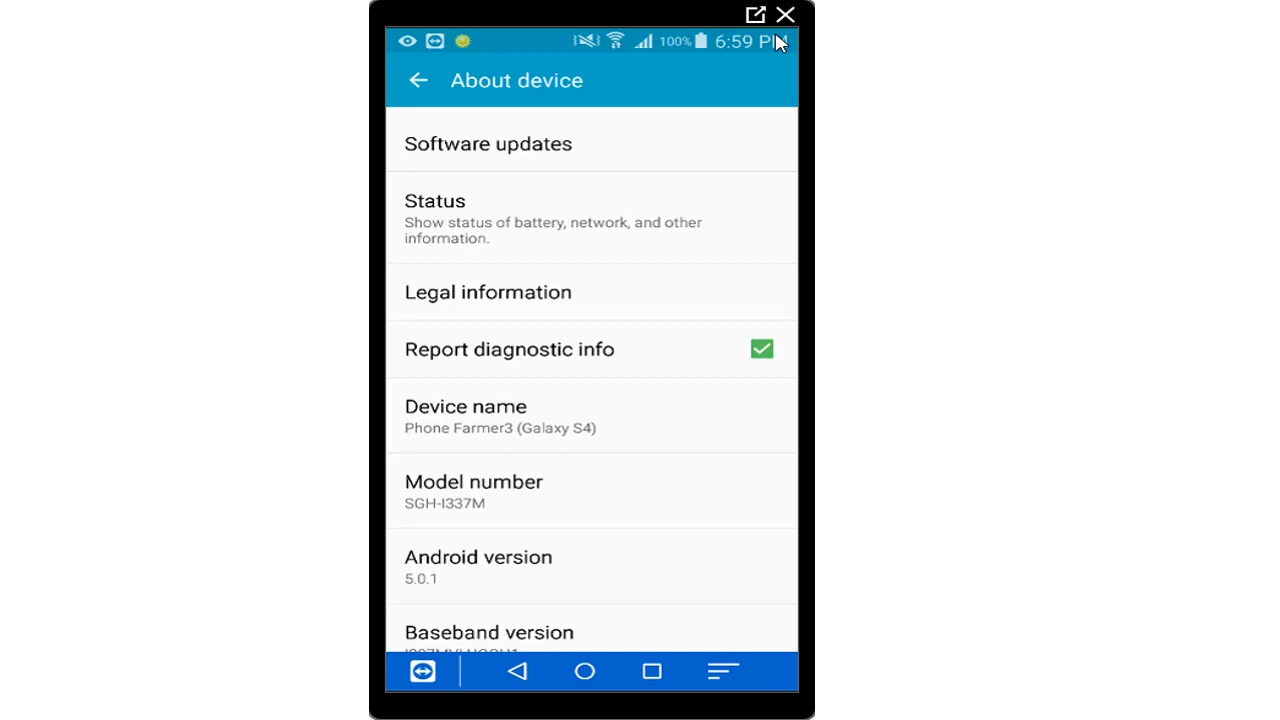 100% 6:59 PM
About device
Software updates
Status
Show status of battery, network, and other
information.
Legal information
Report diagnostic info
Device name
Phone Farmer3 (Galaxy S4)
Model number
SGH-I337M
Android version
5.0.1
Baseband version